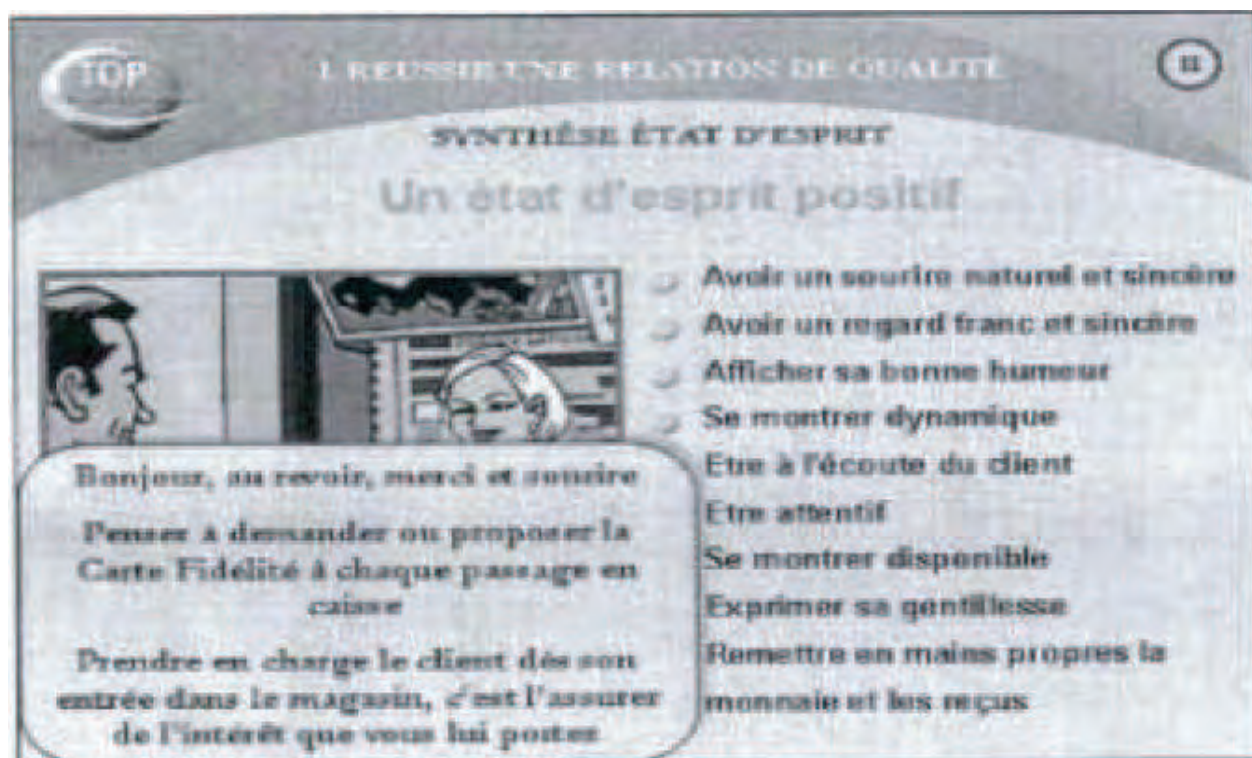 TOP
1 REUSSIR UNE RELATION DE QUALITÉ
SYNTHÈSE ÉTAT D'ESPRIT
Un état d'esprit positif
Avoir un sourire naturel et sincère
Avoir un regard franc et sincère
Afficher sa bonne humeur
Se montrer dynamique
Etre à l'écoute du client
Etre attentif
Se montrer disponible
Exprimer sa gentillesse
Remettre en mains propres la
monnaie et les reçus
Bonjour, au revoir, merci et sourire
Penser à demander ou proposer la
Carte Fidélité à chaque passage en
caisse
Prendre en charge le client dès son
entrée dans le magasin, c'est l'assurer
de l'intérêt que vous lui portez